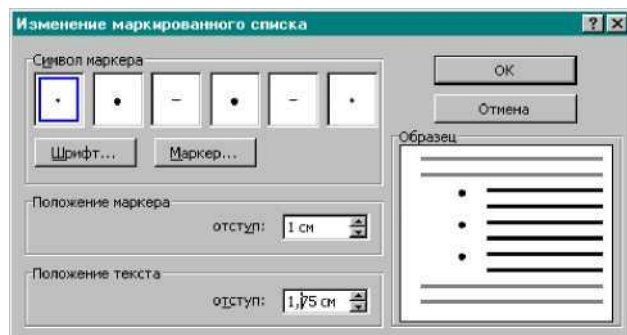 Изменение маркированного списка
Символ маркера
Шрифт...
Маркер...
Положение маркера
отступ: 1 см
Положение текста
отступ: 1,75 см
ОК
Отмена
Образец